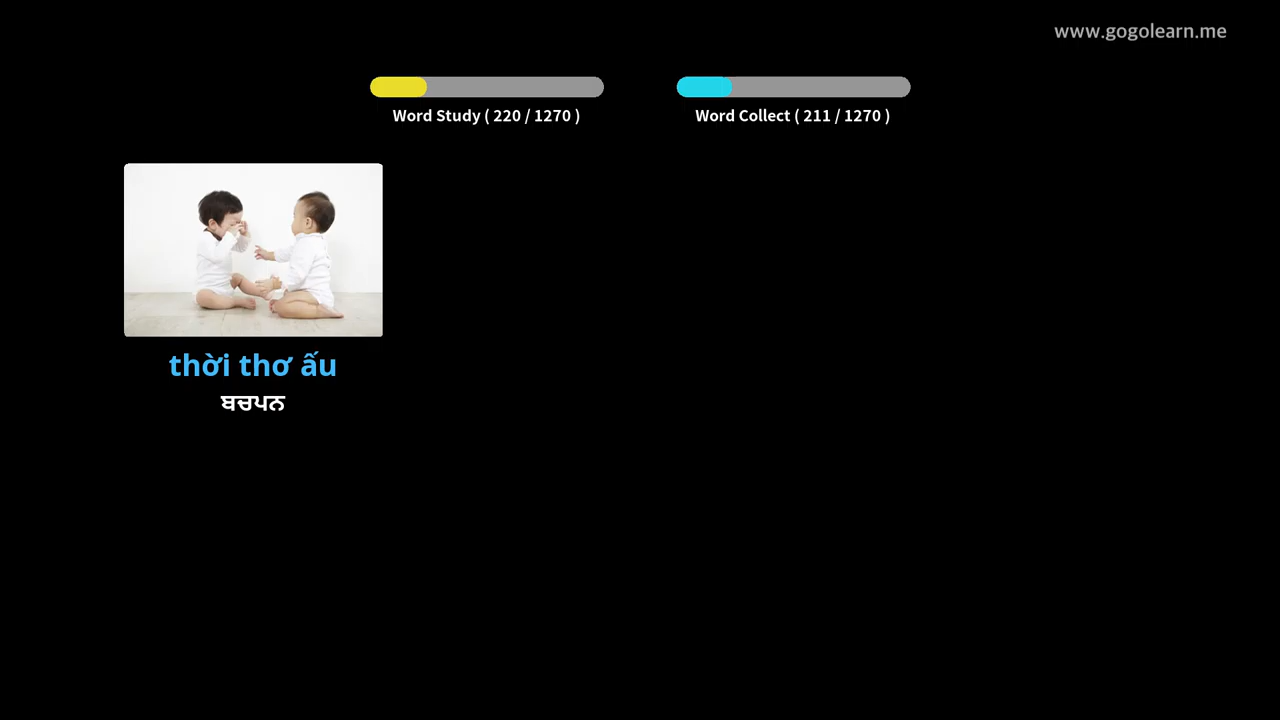 www.gogolearn.me
Word Study ( 220 / 1270 )
Word Collect ( 211 / 1270 )
thời thơ ấu
ਬਚਪਨ